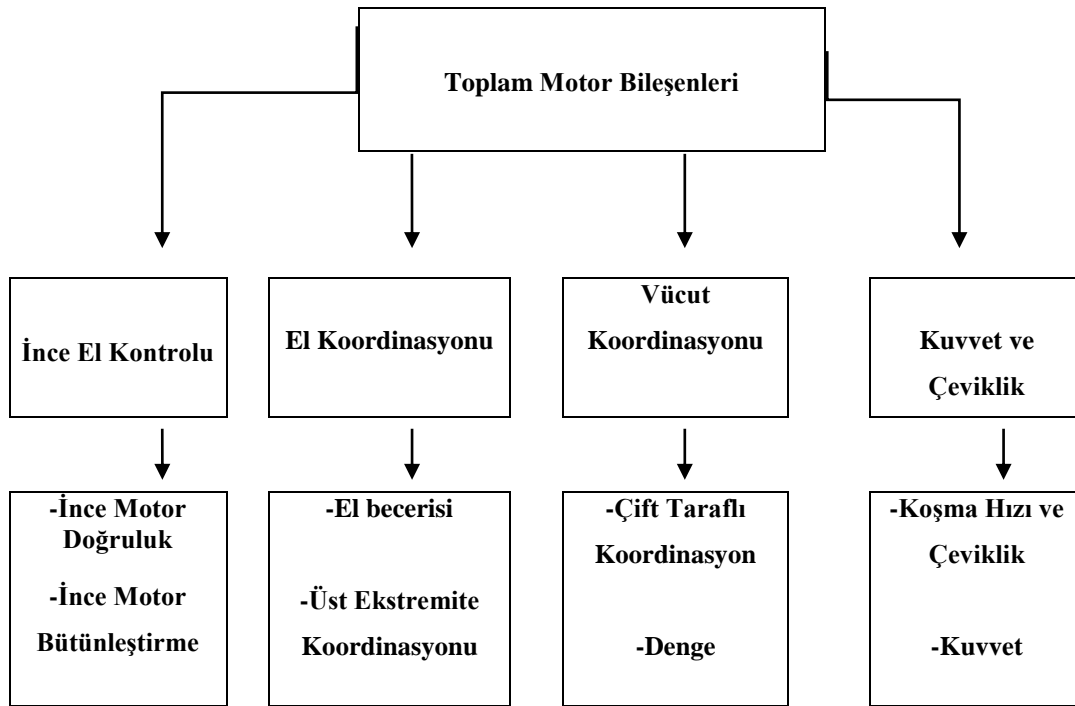 Toplam Motor Bileşenleri
İnce El Kontrolu
El Koordinasyonu
Vücut
Koordinasyonu
Kuvvet ve
Çeviklik
-İnce Motor
Doğruluk
-İnce Motor
Bütünleştirme
-El becerisi
-Üst Ekstremite
Koordinasyonu
-Çift Taraflı
Koordinasyon
-Denge
-Koşma Hızı ve
Çeviklik
-Kuvvet